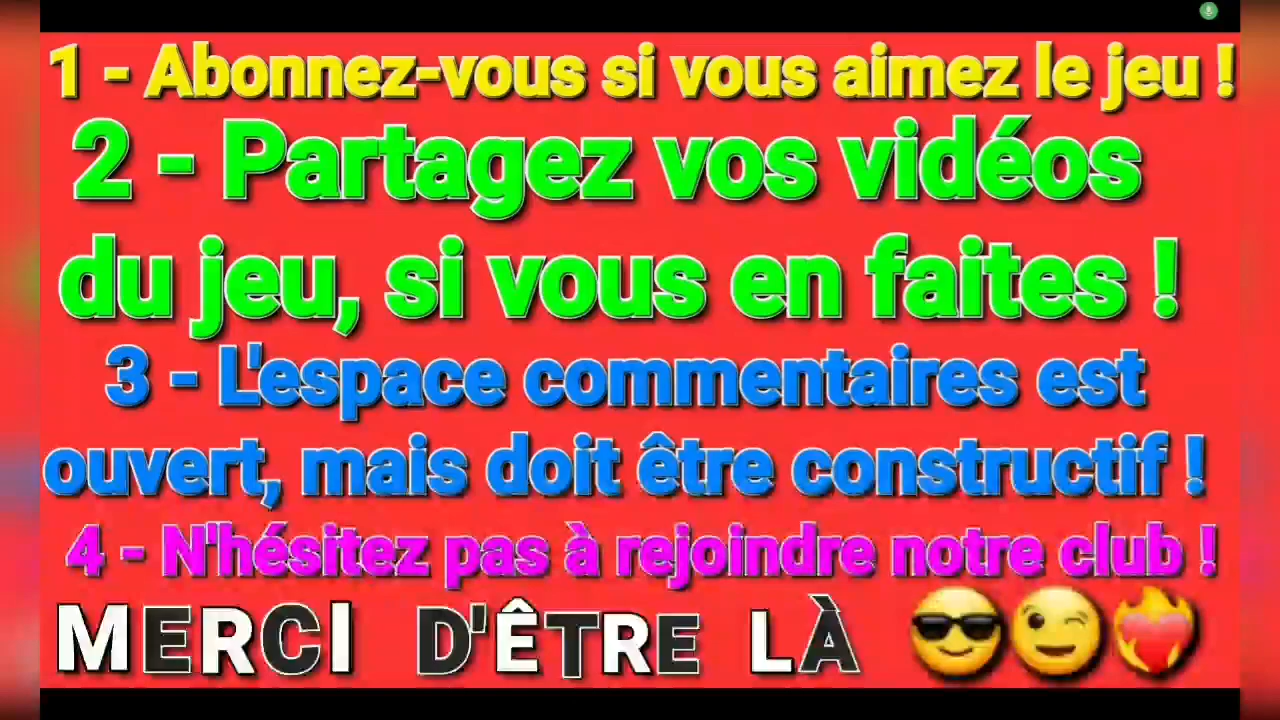 1 - Abonnez-vous si vous aimez le jeu !
2 - Partagez vos vidéos
du jeu, si vous en faites !
3 - L'espace commentaires est
ouvert, mais doit être constructif !
4 - N'hésitez pas à rejoindre notre club !
MERCI D'ÊTRE LÀ 😎😉❤️‍🔥